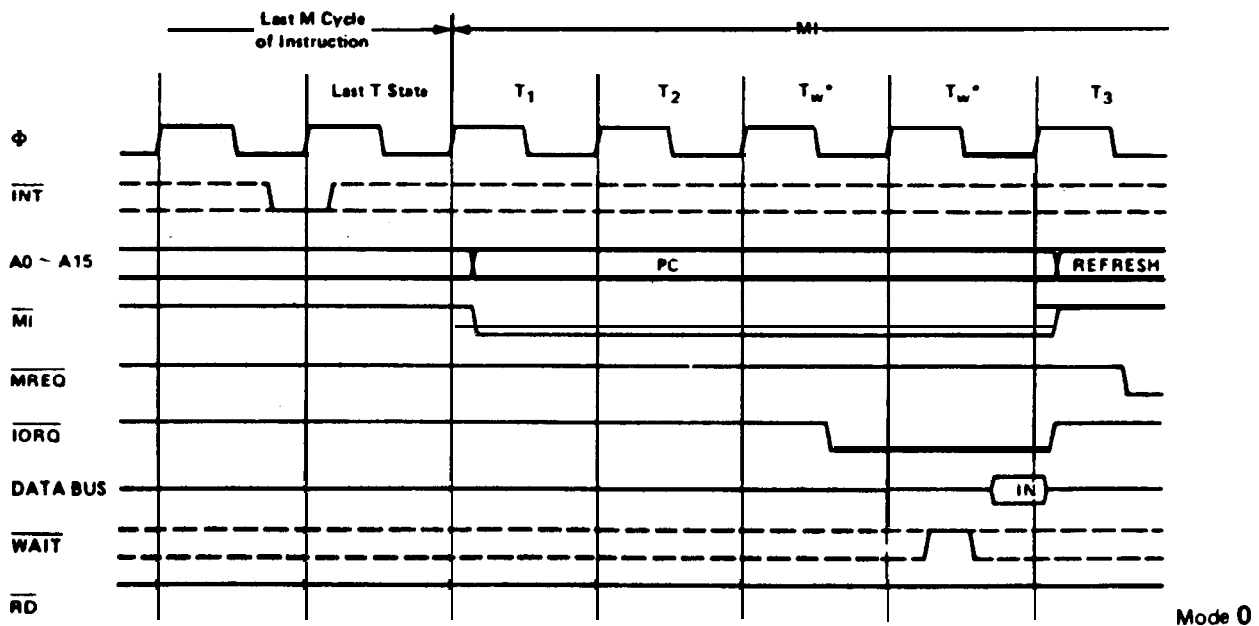 Last M Cycle
of Instruction
M1
Last T State T1 T2 Tw* Tw* T3
Φ
INT
A0 ~ A15 PC REFRESH
M1
MREQ
IORQ
DATA BUS IN
WAIT
RD
Mode 0